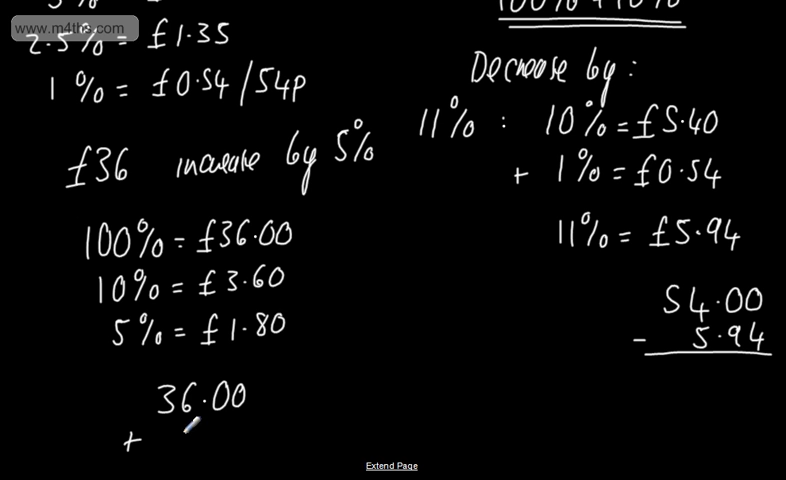 www.m4ths.com
2.5% = £1.35
1% = £0.54/54p
£36 increase by 5%
100% = £36.00
10% = £3.60
5% = £1.80
36.00
+
Decrease by:
11% : 10% = £5.40
+ 1% = £0.54
11% = £5.94
54.00
- 5.94
Extend Page